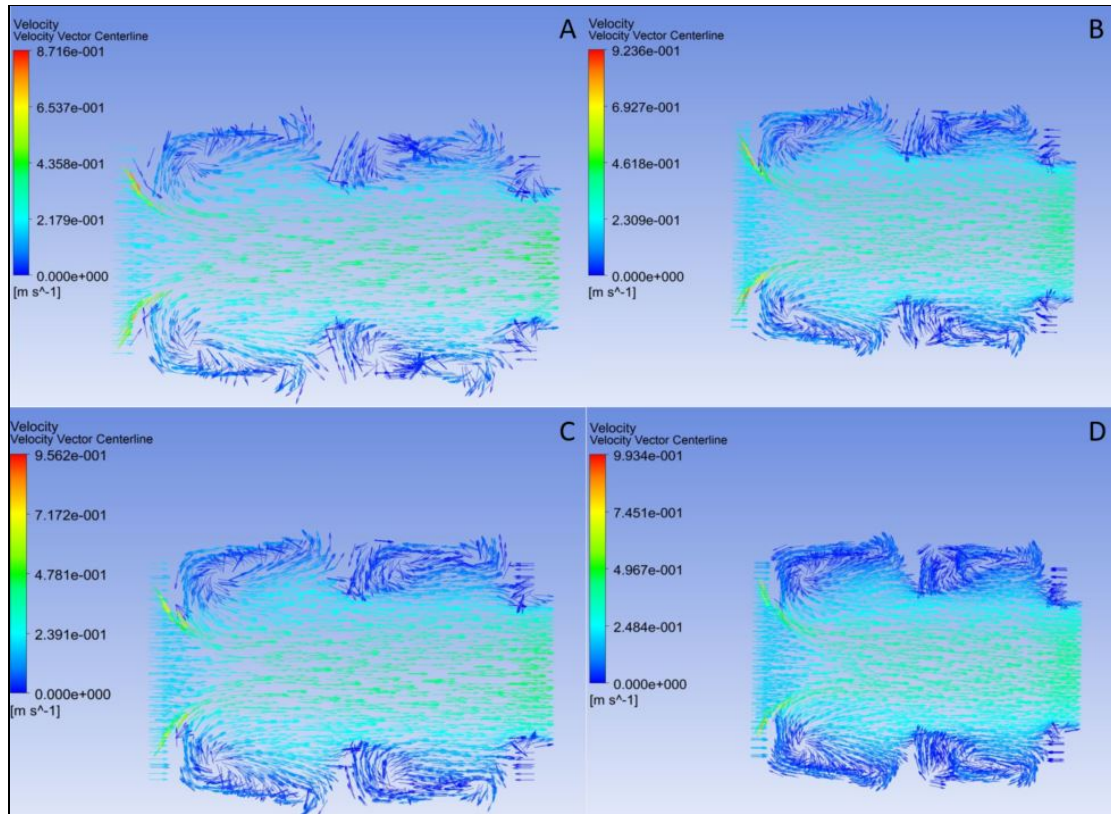 Velocity
Velocity Vector Centerline
A
8.716e-001
6.537e-001
4.358e-001
2.179e-001
0.000e+000
[m s^-1]
Velocity
Velocity Vector Centerline
B
9.236e-001
6.927e-001
4.618e-001
2.309e-001
0.000e+000
[m s^-1]
Velocity
Velocity Vector Centerline
C
9.562e-001
7.172e-001
4.781e-001
2.391e-001
0.000e+000
[m s^-1]
Velocity
Velocity Vector Centerline
D
9.934e-001
7.451e-001
4.967e-001
2.484e-001
0.000e+000
[m s^-1]